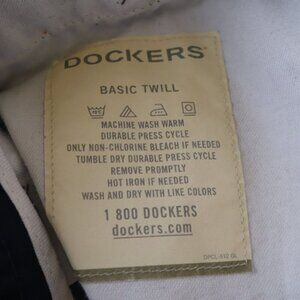 DOCKERS®
BASIC TWILL
MACHINE WASH WARM
DURABLE PRESS CYCLE
ONLY NON-CHLORINE BLEACH IF NEEDED
TUMBLE DRY DURABLE PRESS CYCLE
REMOVE PROMPTLY
HOT IRON IF NEEDED
WASH AND DRY WITH LIKE COLORS
1 800 DOCKERS
dockers.com